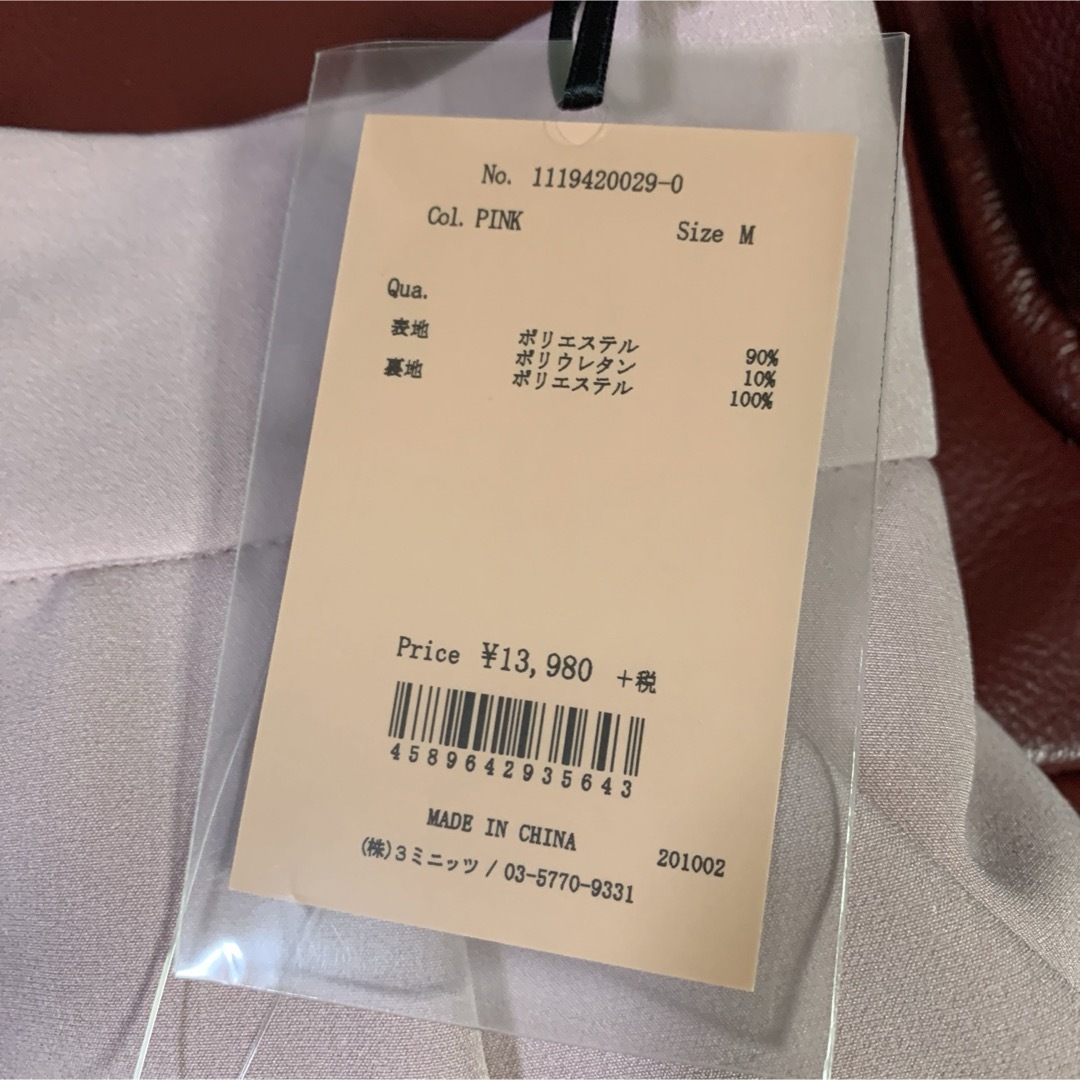 No. 1119420029-0
Col. PINK Size M
Qua.
表地 ポリエステル 90%
ポリウレタン 10%
裏地 ポリエステル 100%
Price ¥13,980 +税
4589642935643
MADE IN CHINA 201002
(株)3ミニッツ / 03-5770-9331